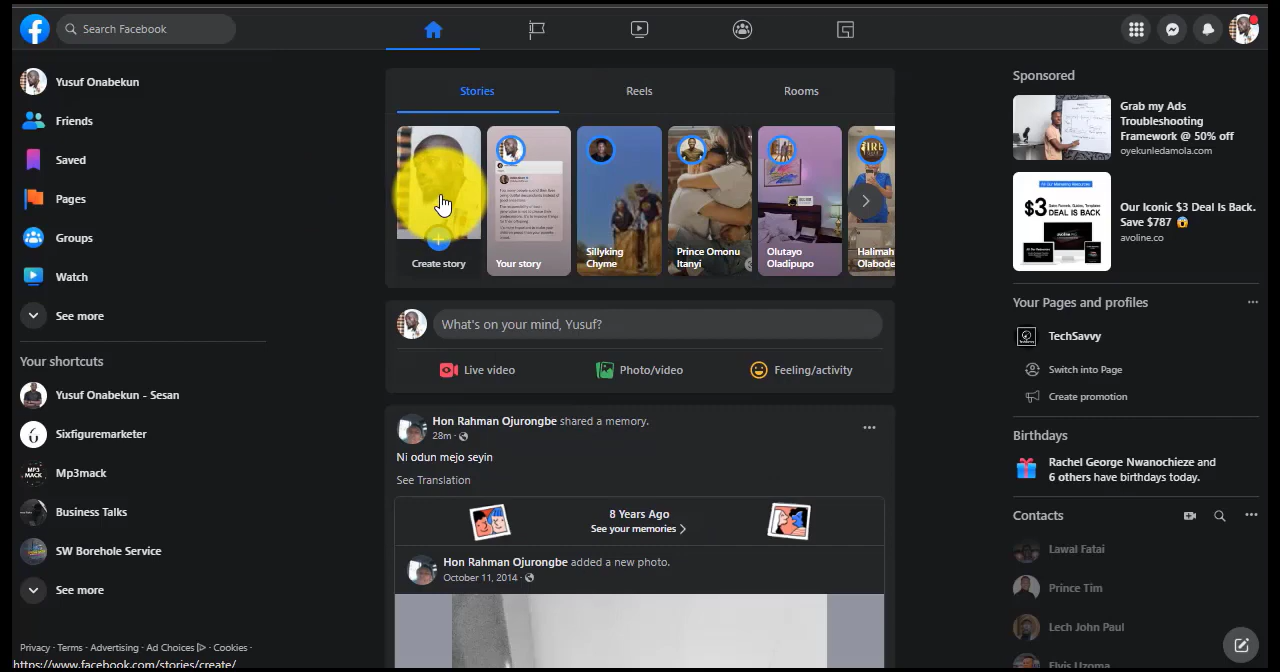 Search Facebook
Yusuf Onabekun
Friends
Saved
Pages
Groups
Watch
See more
Your shortcuts
Yusuf Onabekun - Sesan
Sixfiguremarketer
Mp3mack
Business Talks
SW Borehole Service
See more
Privacy · Terms · Advertising · Ad Choices · Cookies ·
https://www.facebook.com/stories/create/
Stories
Reels
Rooms
Create story
Your story
Sillyking
Chyme
Prince Omonu
Itanyi
Olutayo
Oladipupo
Halimah
Olabode
What's on your mind, Yusuf?
Live video
Photo/video
Feeling/activity
Hon Rahman Ojurongbe shared a memory.
28m ·
Ni odun mejo seyin
See Translation
8 Years Ago
See your memories
Hon Rahman Ojurongbe added a new photo.
October 11, 2014 ·
Sponsored
Grab my Ads
Troubleshooting
Framework @ 50% off
oyekunledamola.com
$3 DEAL IS BACK
Our Iconic $3 Deal Is Back.
Save $787 😱
avoline.co
Your Pages and profiles
TechSavvy
Switch into Page
Create promotion
Birthdays
Rachel George Nwanochieze and
6 others have birthdays today.
Contacts
Lawal Fatai
Prince Tim
Lech John Paul
Elvis Uzoma